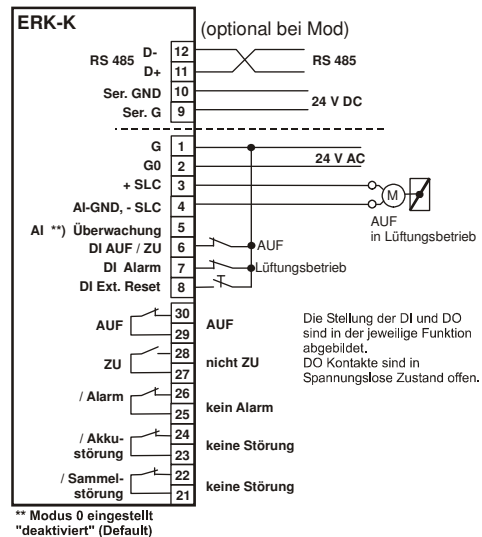 ERK-K
(optional bei Mod)
RS 485 D- 12 RS 485
D+ 11
Ser. GND 10
24 V DC
Ser. G 9
G 1
24 V AC
G0 2
+ SLC 3
M
AI-GND, - SLC 4
AUF
in Lüftungsbetrieb
AI **) Überwachung 5
DI AUF / ZU 6 AUF
DI Alarm 7 Lüftungsbetrieb
DI Ext. Reset 8
AUF 30 AUF
29
ZU 28 nicht ZU
27
/ Alarm 26 kein Alarm
25
/ Akku-
störung 24 keine Störung
23
/ Sammel-
störung 22 keine Störung
21
Die Stellung der DI und DO
sind in der jeweilige Funktion
abgebildet.
DO Kontakte sind in
Spannungslose Zustand offen.
** Modus 0 eingestellt
"deaktiviert" (Default)